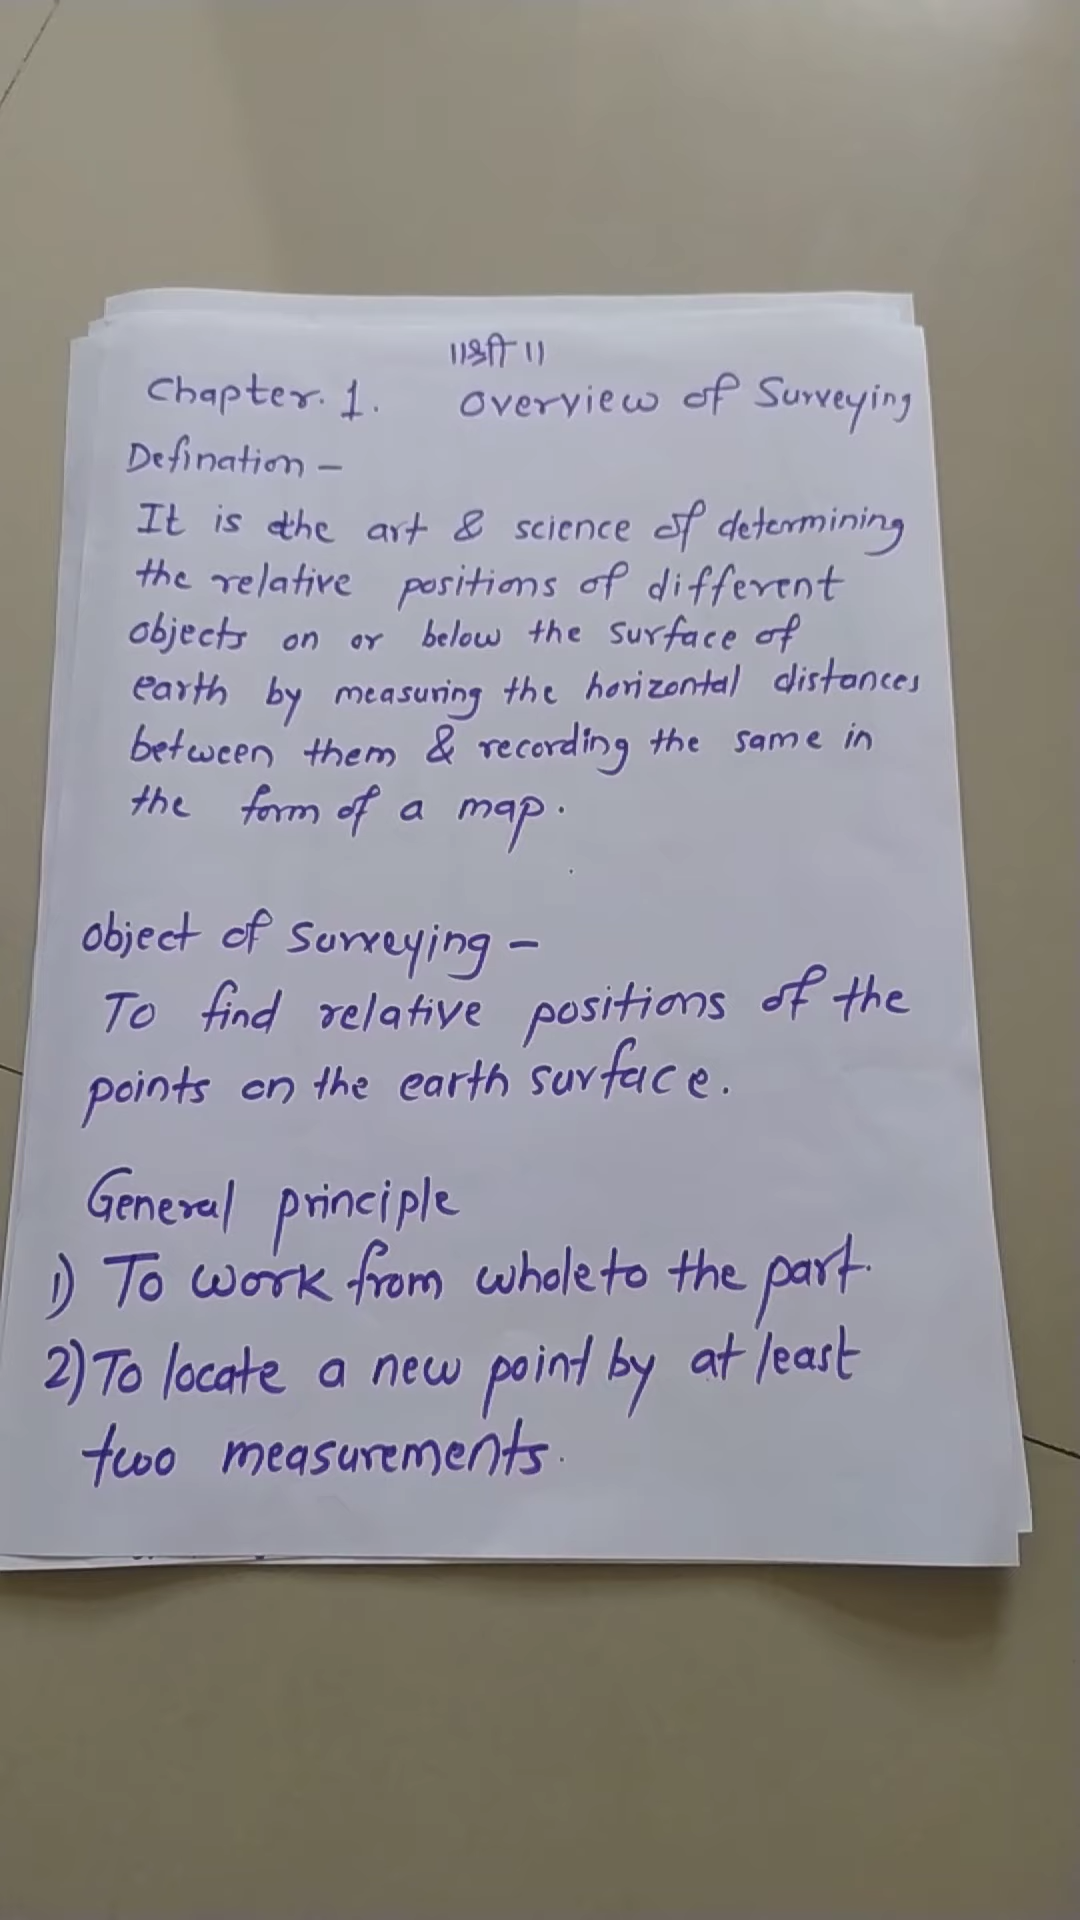 ॥श्री॥
Chapter. 1. Overview of Surveying
Defination –
It is the art & science of determining
the relative positions of different
objects on or below the surface of
earth by measuring the horizontal distances
between them & recording the same in
the form of a map.
object of Surveying –
To find relative positions of the
points on the earth surface.
General principle
1) To work from whole to the part.
2) To locate a new point by at least
two measurements.